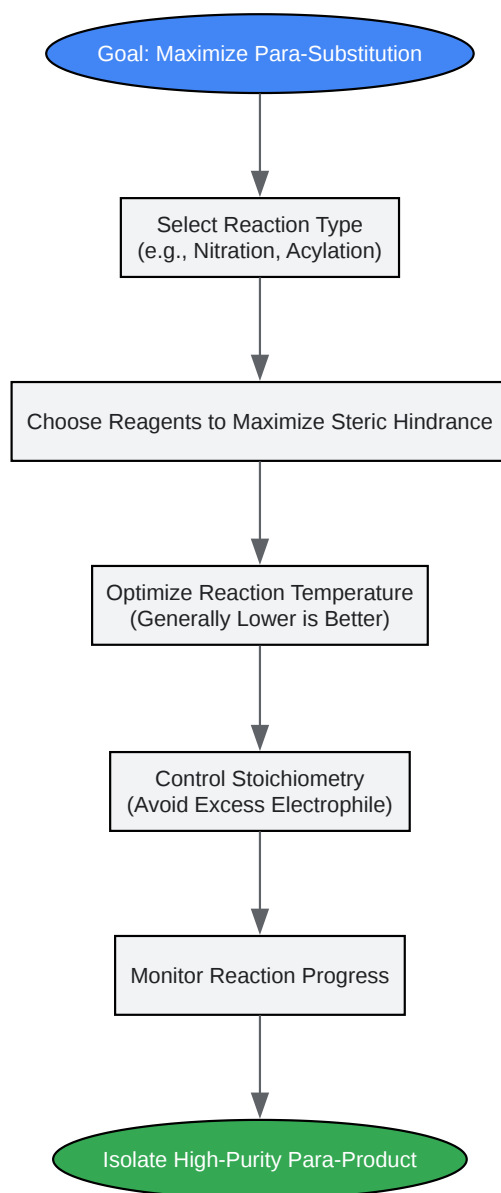 Goal: Maximize Para-Substitution
Select Reaction Type
(e.g., Nitration, Acylation)
Choose Reagents to Maximize Steric Hindrance
Optimize Reaction Temperature
(Generally Lower is Better)
Control Stoichiometry
(Avoid Excess Electrophile)
Monitor Reaction Progress
Isolate High-Purity Para-Product